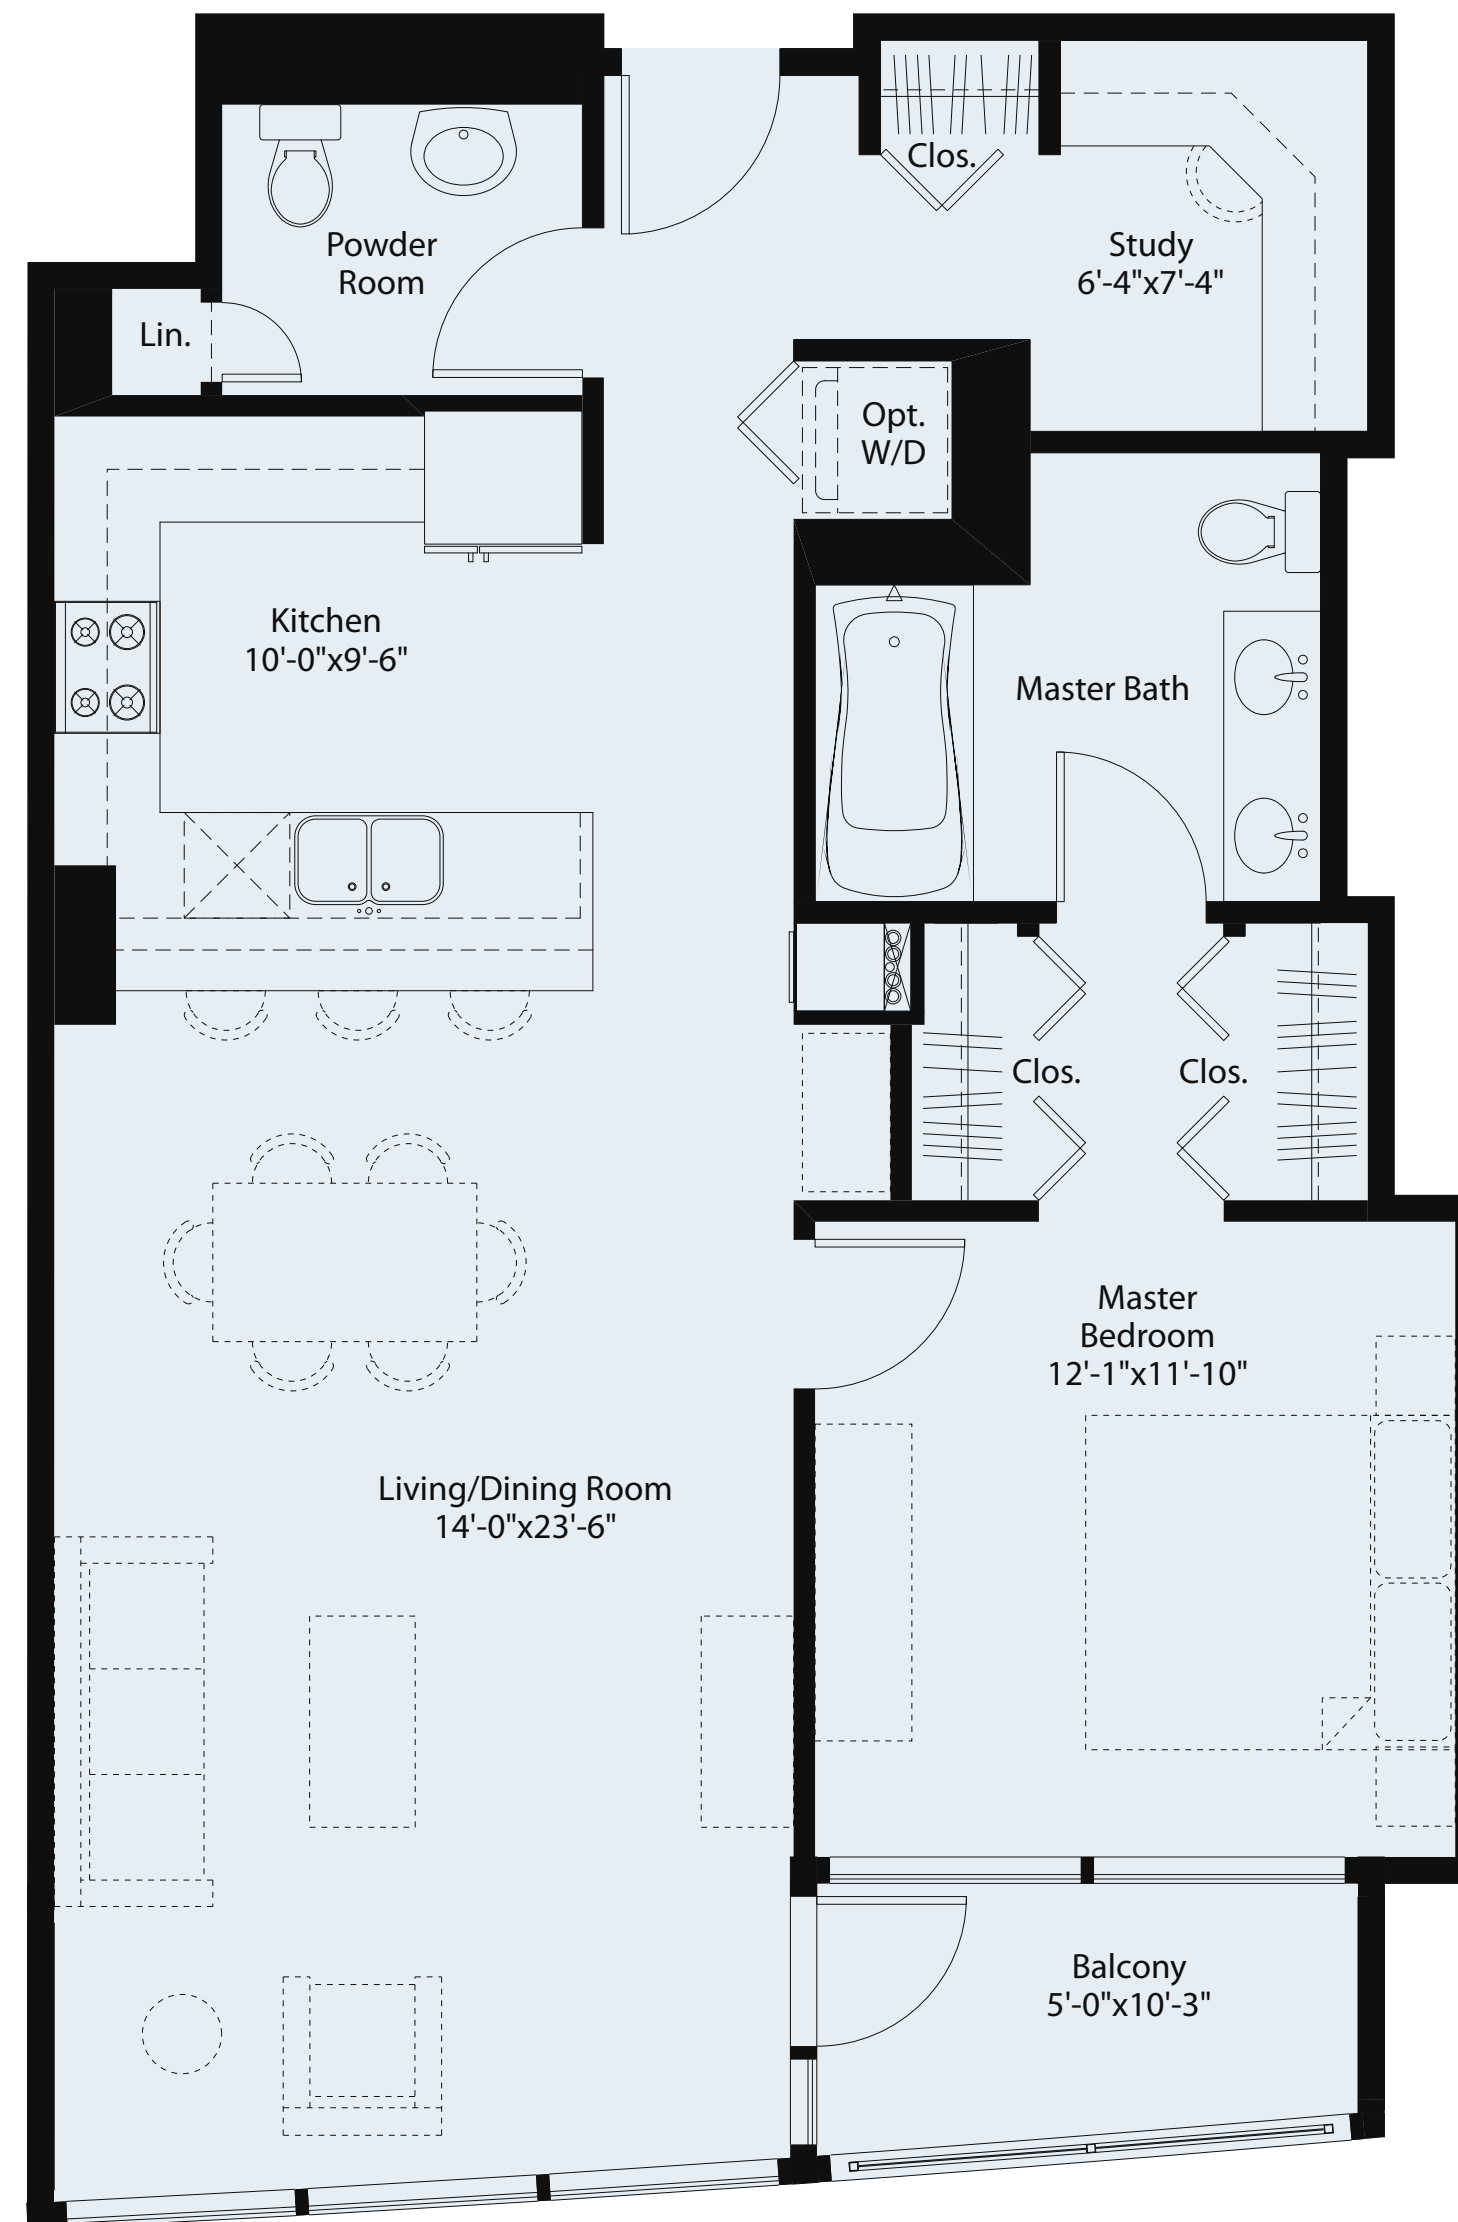 Clos.
Powder
Room
Study
6'-4"x7'-4"
Lin.
Opt.
W/D
Kitchen
10'-0"x9'-6"
Master Bath
Clos.
Clos.
Master
Bedroom
12'-1"x11'-10"
Living/Dining Room
14'-0"x23'-6"
Balcony
5'-0"x10'-3"